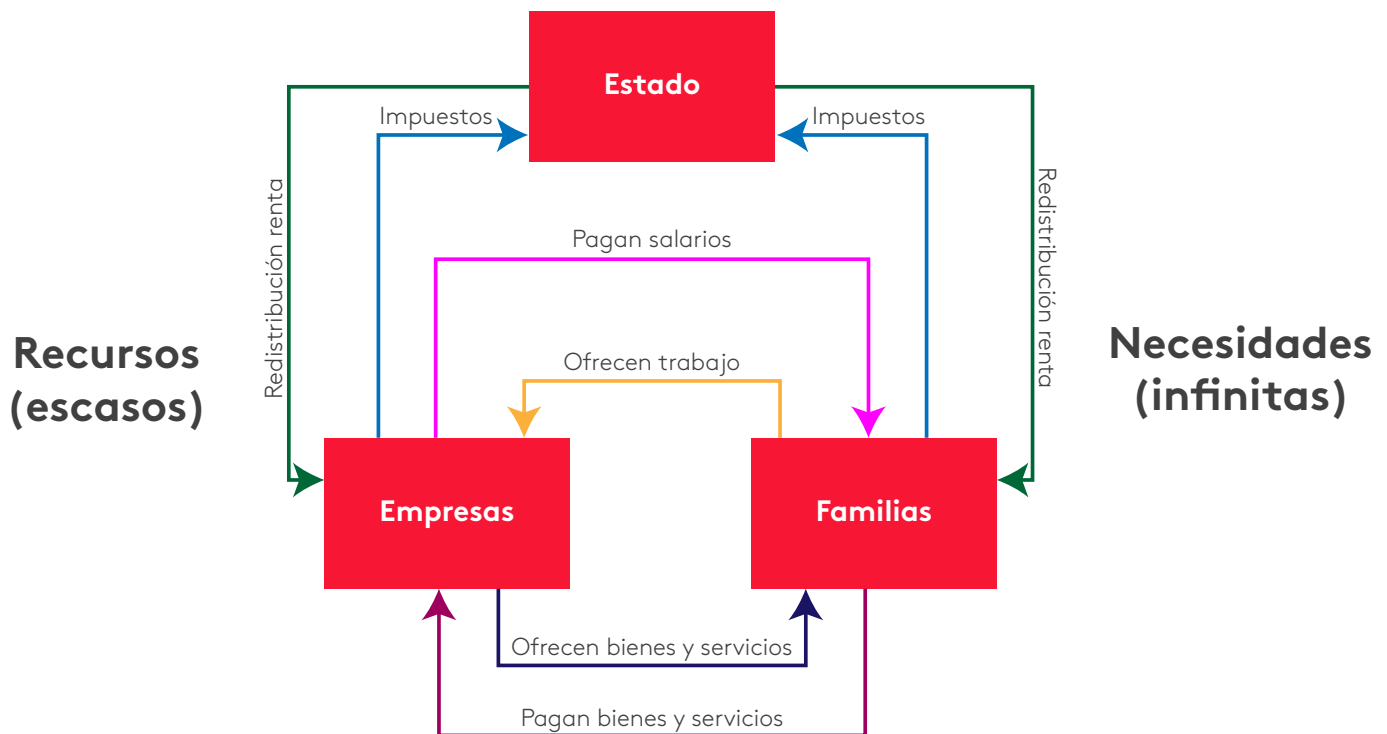 Estado
Impuestos
Impuestos
Redistribución renta
Redistribución renta
Pagan salarios
Recursos
(escasos)
Necesidades
(infinitas)
Ofrecen trabajo
Empresas
Familias
Ofrecen bienes y servicios
Pagan bienes y servicios